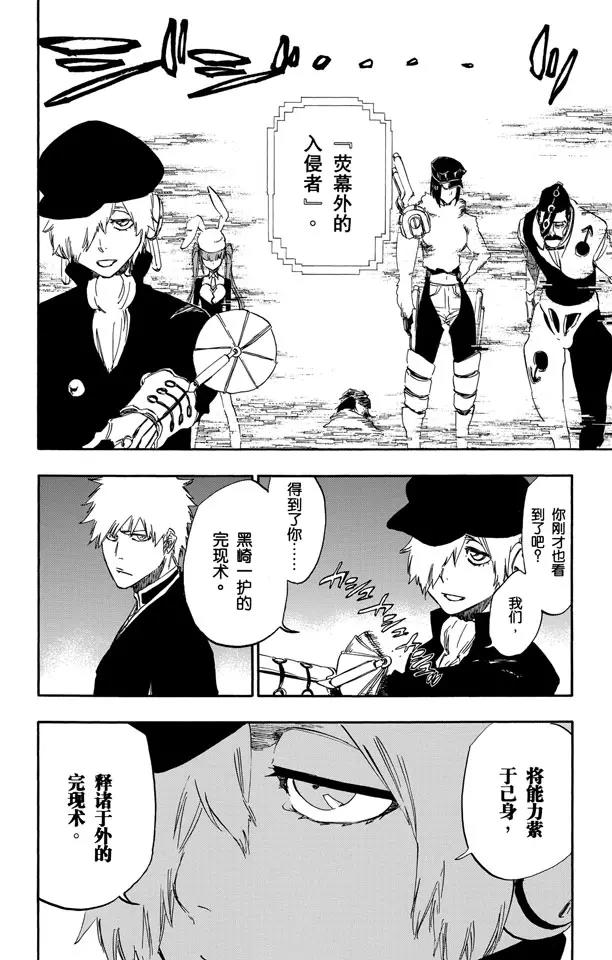 『荧幕外的
入侵者』。
你刚才也看
到了吧？
我们，
得到了你……
黑崎一护的
完现术。
将能力萦
于己身，
释诸于外的
完现术。